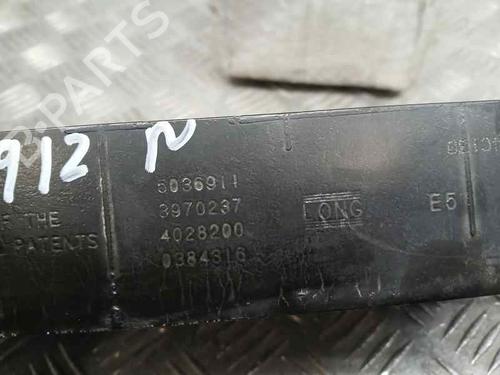 912 N
5036911
3970237
4028200
0384316
F THE
PATENTS
LONG
E5